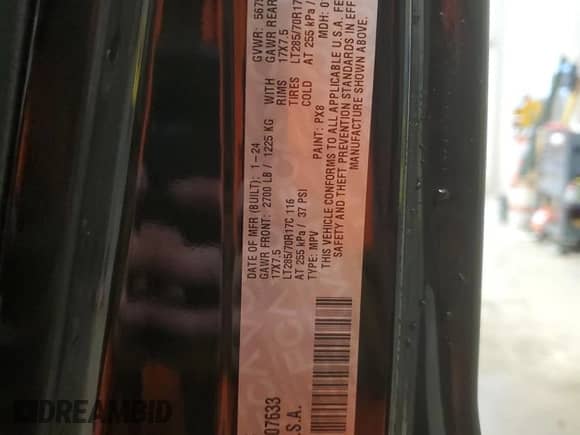 GVWR: 567
DATE OF MFR (BUILT): 1-24
GAWR FRONT: 2700 LB / 1225 KG WITH GAWR REAR
17X7.5 RIMS 17X7.5
LT285/70R17C 116 TIRES LT285/70R17
AT 255 kPa / 37 PSI COLD AT 255 kPa /
TYPE: MPV PAINT: PX8 MDH: 0
THIS VEHICLE CONFORMS TO ALL APPLICABLE U.S.A. FE
SAFETY AND THEFT PREVENTION STANDARDS IN EFF
MANUFACTURE SHOWN ABOVE.
07633
.S.A.
DREAMBID